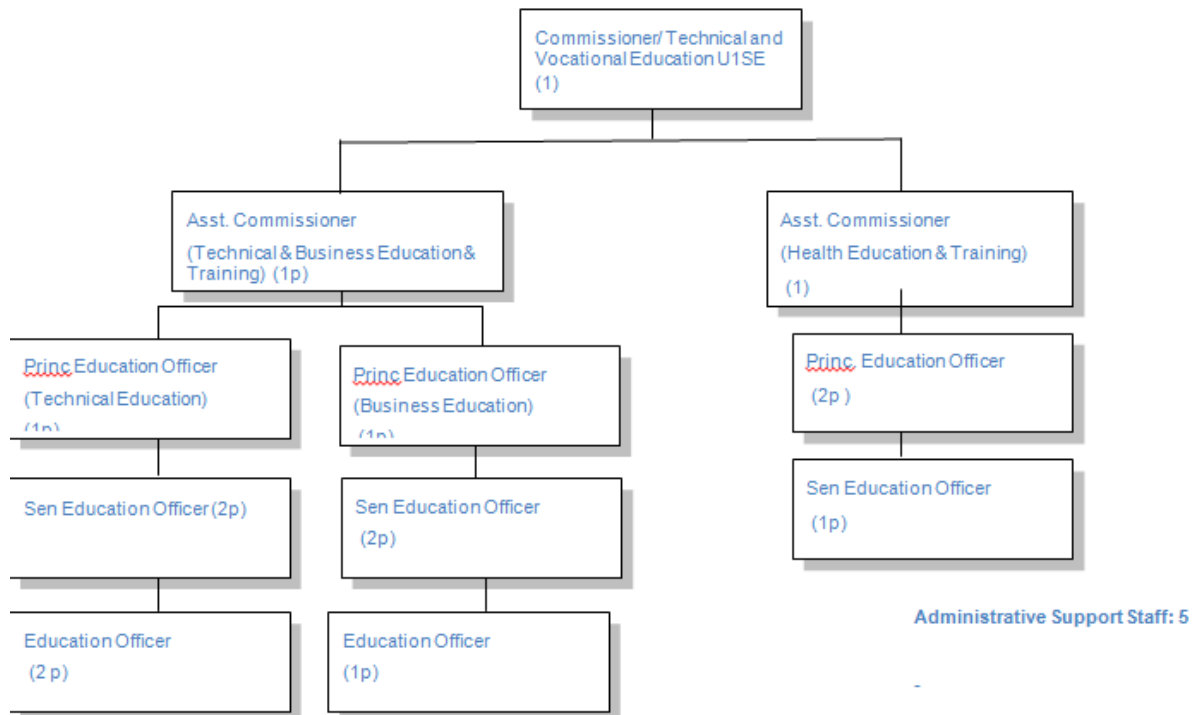 Commissioner/ Technical and
Vocational Education U1SE
(1)
Asst. Commissioner
(Technical & Business Education &
Training) (1p)
Asst. Commissioner
(Health Education & Training)
(1)
Princ Education Officer
(Technical Education)
(1p)
Princ Education Officer
(Business Education)
(1p)
Princ. Education Officer
(2p )
Sen Education Officer (2p)
Sen Education Officer
(2p)
Sen Education Officer
(1p)
Education Officer
(2 p)
Education Officer
(1p)
Administrative Support Staff: 5
-